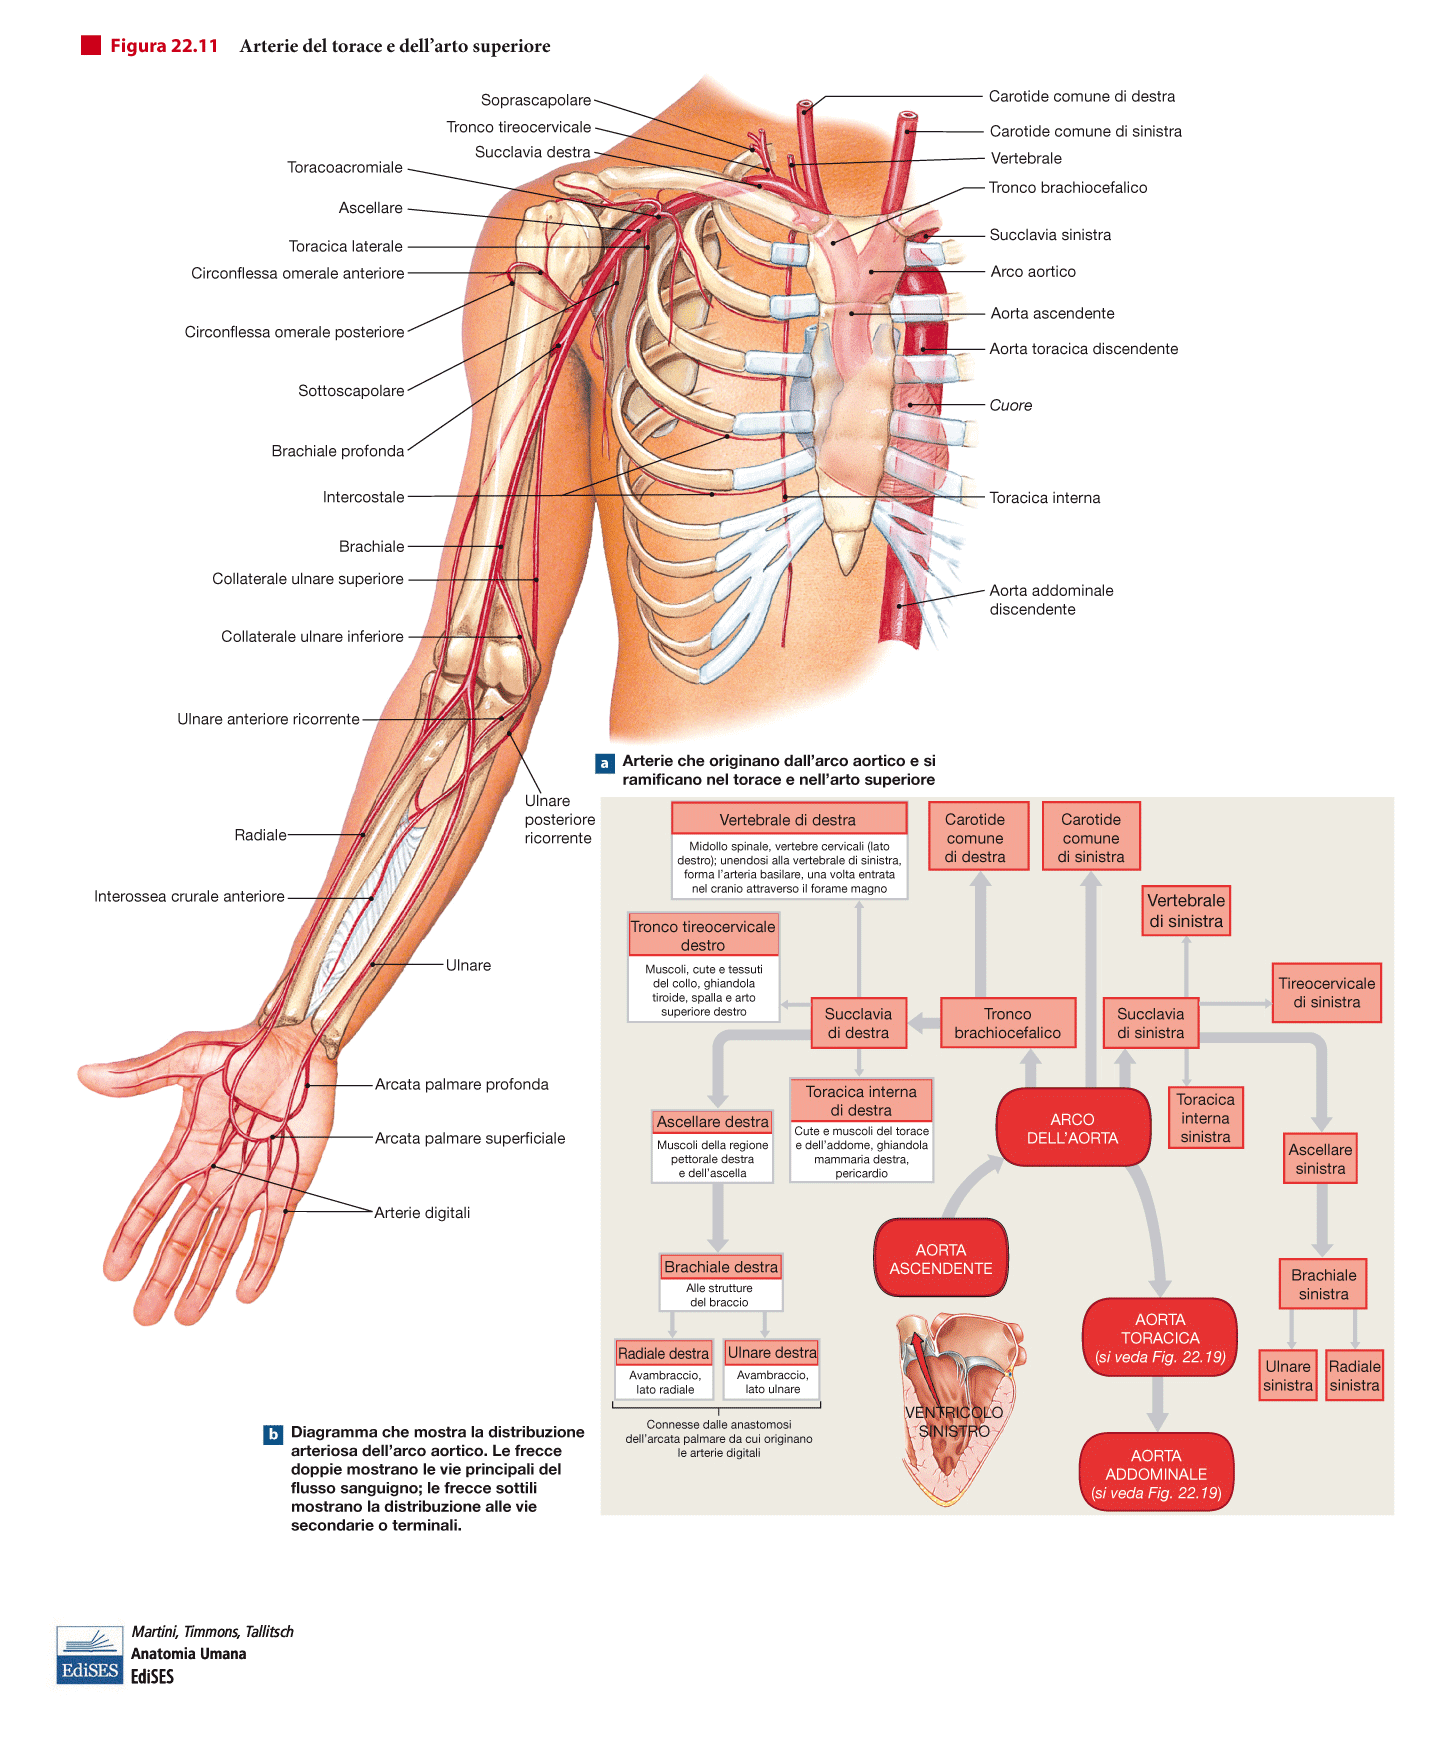 Figura 22.11 Arterie del torace e dell'arto superiore
Soprascapolare
Tronco tireocervicale
Succlavia destra
Toracoacromiale
Ascellare
Toracica laterale
Circonflessa omerale anteriore
Circonflessa omerale posteriore
Sottoscapolare
Brachiale profonda
Intercostale
Brachiale
Collaterale ulnare superiore
Collaterale ulnare inferiore
Ulnare anteriore ricorrente
Ulnare
posteriore
ricorrente
Radiale
Interossea crurale anteriore
Ulnare
Arcata palmare profonda
Arcata palmare superficiale
Arterie digitali
Carotide comune di destra
Carotide comune di sinistra
Vertebrale
Tronco brachiocefalico
Succlavia sinistra
Arco aortico
Aorta ascendente
Aorta toracica discendente
Cuore
Toracica interna
Aorta addominale
discendente
a Arterie che originano dall'arco aortico e si
ramificano nel torace e nell'arto superiore
Vertebrale di destra
Midollo spinale, vertebre cervicali (lato
destro); unendosi alla vertebrale di sinistra,
forma l'arteria basilare, una volta entrata
nel cranio attraverso il forame magno
Carotide
comune
di destra
Carotide
comune
di sinistra
Vertebrale
di sinistra
Tronco tireocervicale
destro
Muscoli, cute e tessuti
del collo, ghiandola
tiroide, spalla e arto
superiore destro
Tireocervicale
di sinistra
Succlavia
di destra
Tronco
brachiocefalico
Succlavia
di sinistra
Toracica interna
di destra
Cute e muscoli del torace
e dell'addome, ghiandola
mammaria destra,
pericardio
Toracica
interna
sinistra
ARCO
DELL'AORTA
Ascellare destra
Muscoli della regione
pettorale destra
e dell'ascella
Ascellare
sinistra
AORTA
ASCENDENTE
Brachiale destra
Alle strutture
del braccio
Brachiale
sinistra
AORTA
TORACICA
(si veda Fig. 22.19)
Radiale destra
Avambraccio,
lato radiale
Ulnare destra
Avambraccio,
lato ulnare
Ulnare
sinistra
Radiale
sinistra
Connesse dalle anastomosi
dell'arcata palmare da cui originano
le arterie digitali
VENTRICOLO
SINISTRO
AORTA
ADDOMINALE
(si veda Fig. 22.19)
b Diagramma che mostra la distribuzione
arteriosa dell'arco aortico. Le frecce
doppie mostrano le vie principali del
flusso sanguigno; le frecce sottili
mostrano la distribuzione alle vie
secondarie o terminali.
EdiSES
Martini, Timmons, Tallitsch
Anatomia Umana
EdiSES